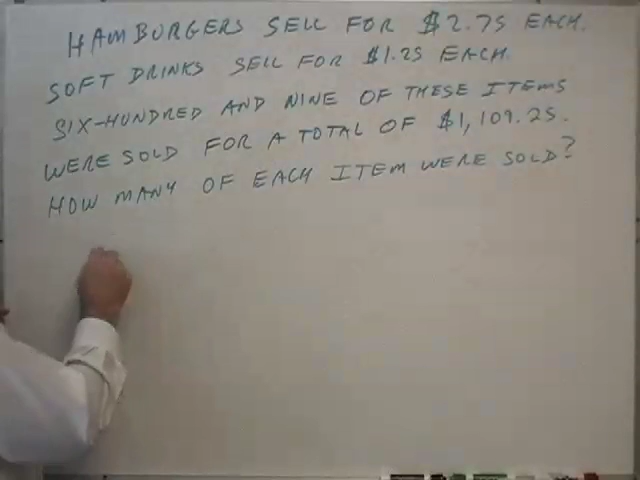 HAMBURGERS SELL FOR $2.75 EACH.
SOFT DRINKS SELL FOR $1.25 EACH.
SIX-HUNDRED AND NINE OF THESE ITEMS
WERE SOLD FOR A TOTAL OF $1,109.25.
HOW MANY OF EACH ITEM WERE SOLD?